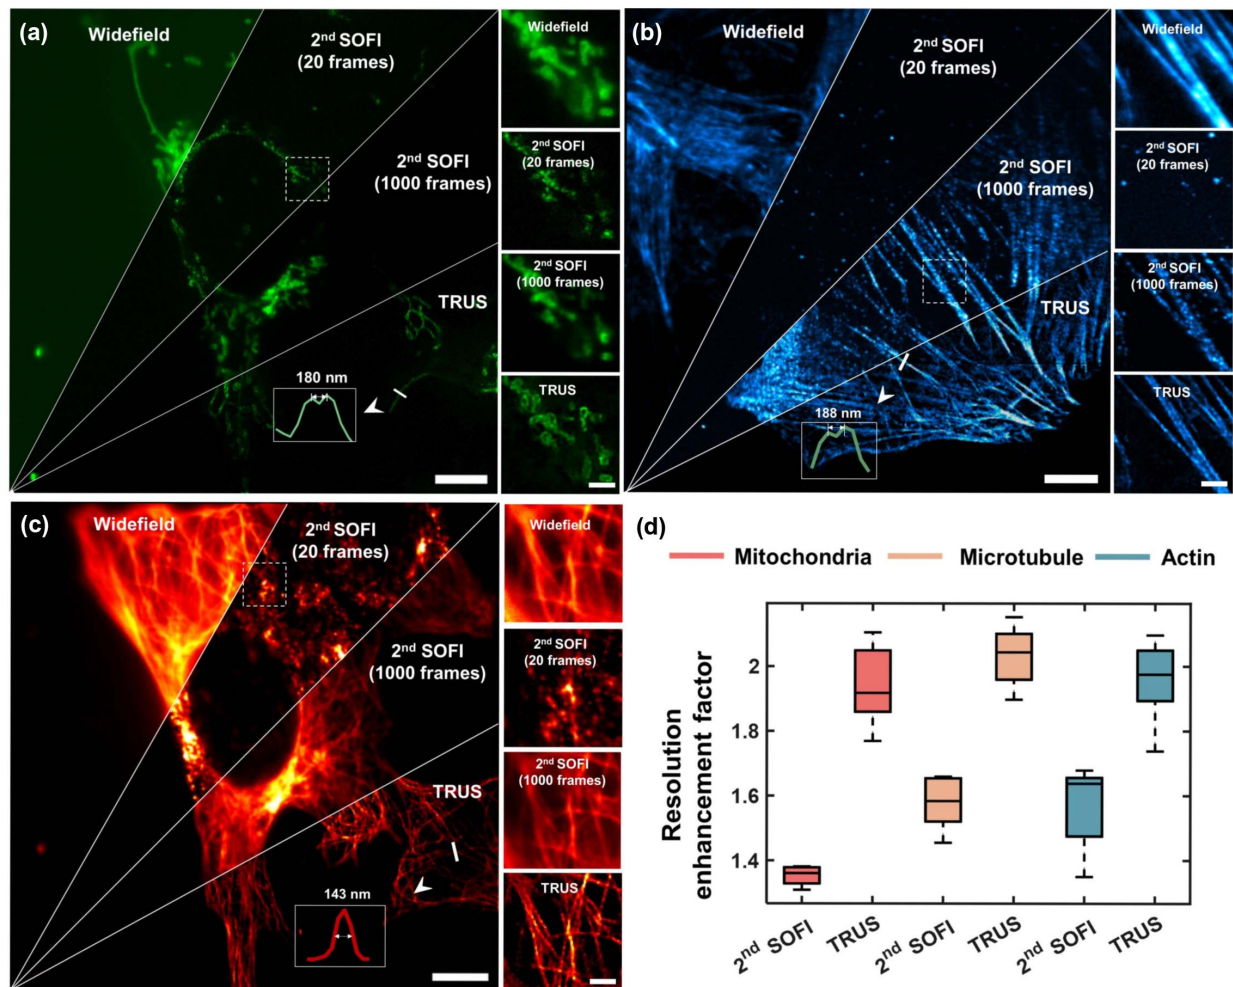 (a)
Widefield
2nd SOFI
(20 frames)
2nd SOFI
(1000 frames)
TRUS
180 nm
Widefield
2nd SOFI
(20 frames)
2nd SOFI
(1000 frames)
TRUS
(b)
Widefield
2nd SOFI
(20 frames)
2nd SOFI
(1000 frames)
TRUS
188 nm
Widefield
2nd SOFI
(20 frames)
2nd SOFI
(1000 frames)
TRUS
(c)
Widefield
2nd SOFI
(20 frames)
2nd SOFI
(1000 frames)
TRUS
143 nm
Widefield
2nd SOFI
(20 frames)
2nd SOFI
(1000 frames)
TRUS
(d)
Mitochondria Microtubule Actin
Resolution
enhancement factor
2
1.8
1.6
1.4
2nd SOFI TRUS 2nd SOFI TRUS 2nd SOFI TRUS